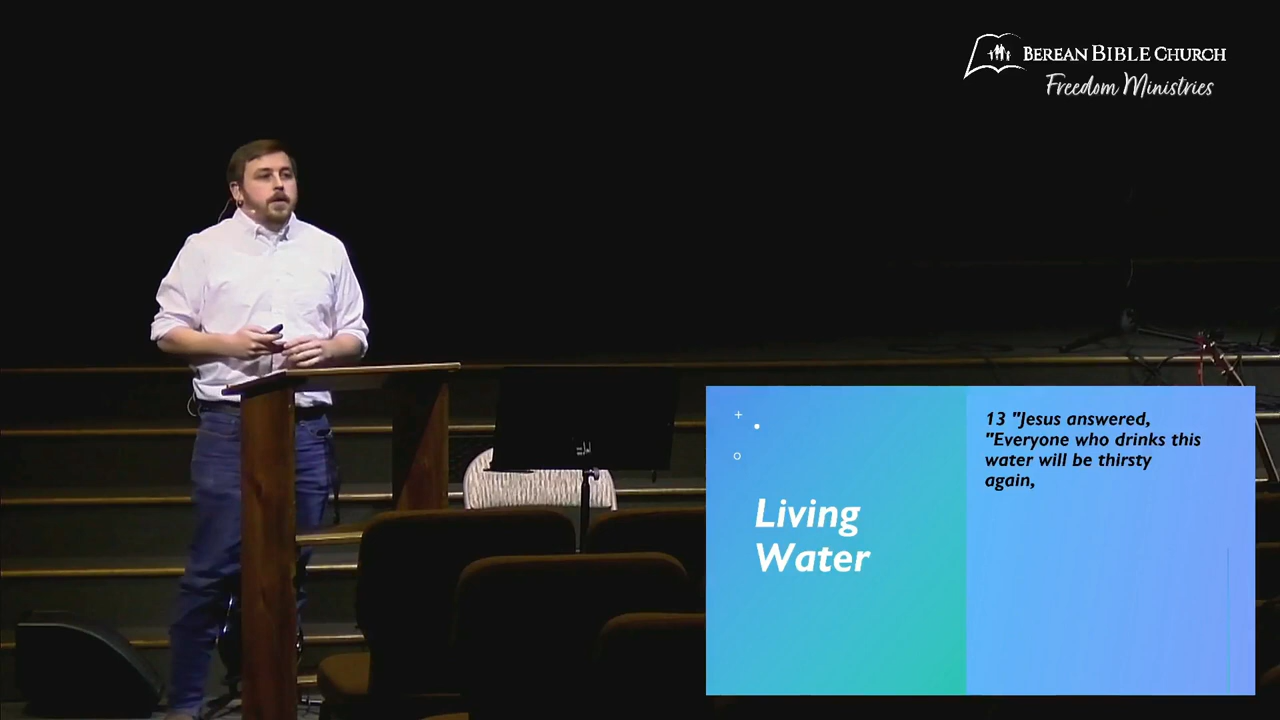 BEREAN BIBLE CHURCH
Freedom Ministries
Living
Water
13 "Jesus answered,
"Everyone who drinks this
water will be thirsty
again,